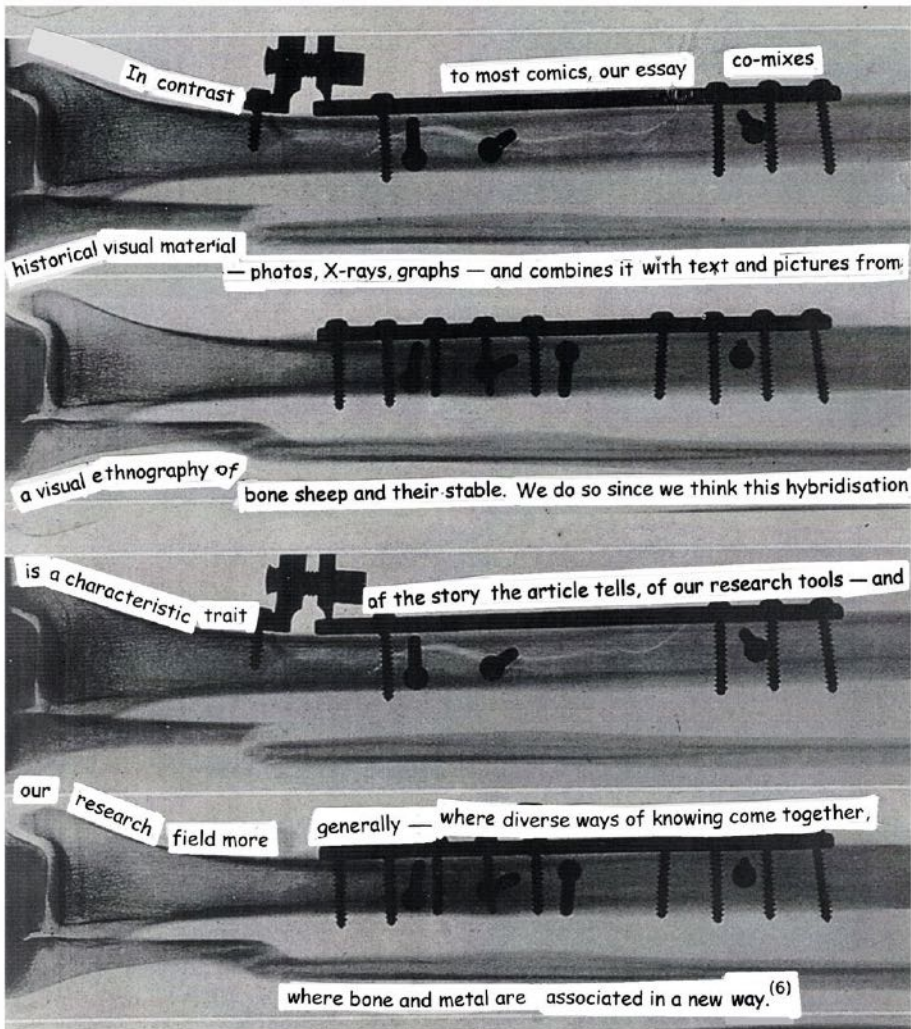 In contrast to most comics, our essay co-mixes
historical visual material — photos, X-rays, graphs — and combines it with text and pictures from
a visual ethnography of bone sheep and their stable. We do so since we think this hybridisation
is a characteristic trait of the story the article tells, of our research tools — and
our research field more generally — where diverse ways of knowing come together,
where bone and metal are associated in a new way.(6)